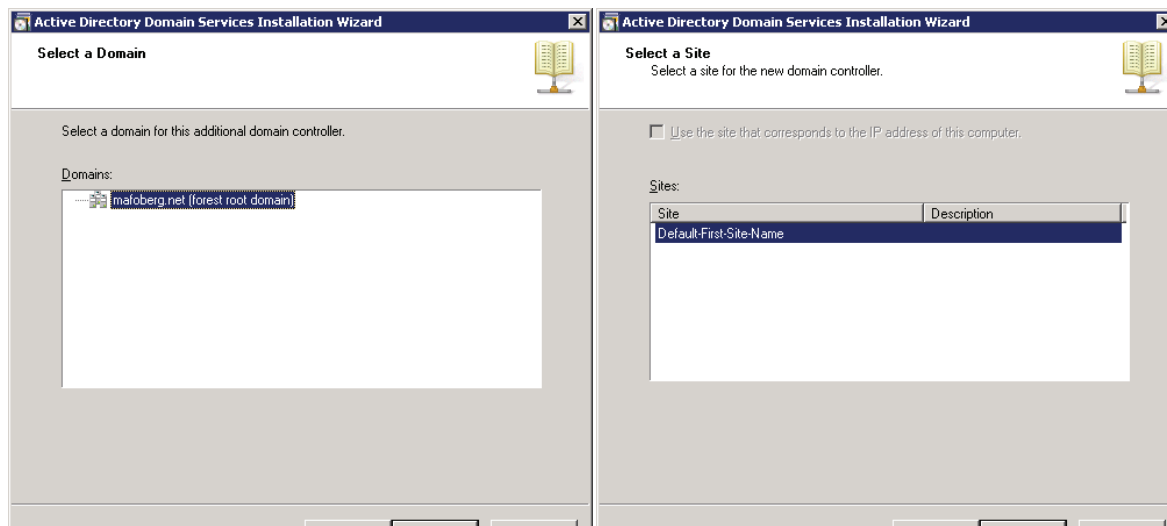 Active Directory Domain Services Installation Wizard
Select a Domain
Select a domain for this additional domain controller.
Domains:
mafoberg.net (forest root domain)
Active Directory Domain Services Installation Wizard
Select a Site
Select a site for the new domain controller.
Use the site that corresponds to the IP address of this computer.
Sites:
Site Description
Default-First-Site-Name